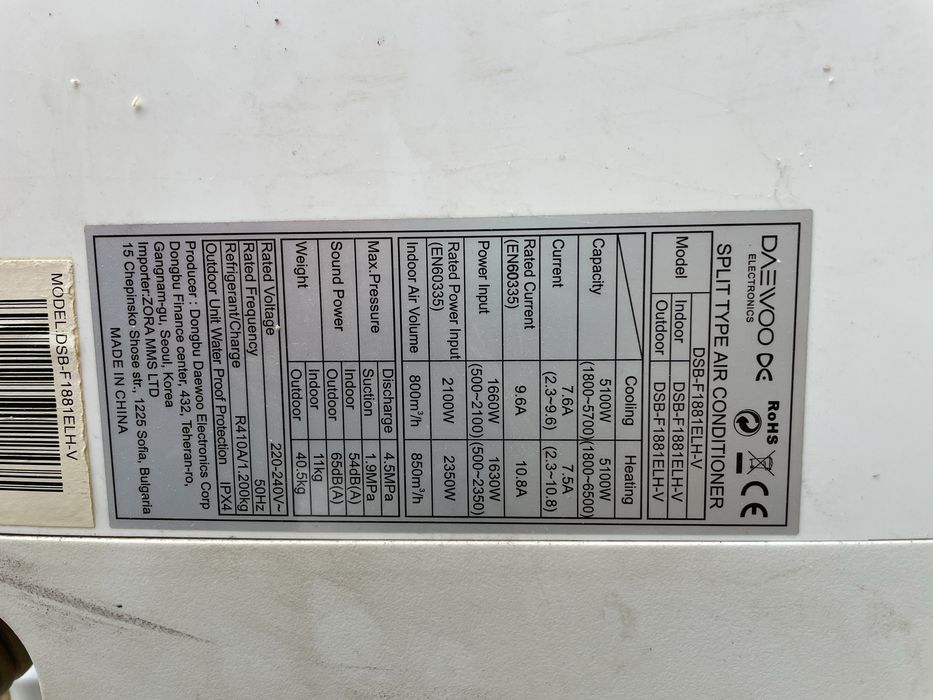 DAEWOO DE RoHS CE
ELECTRONICS
SPLIT TYPE AIR CONDITIONER
DSB-F1881ELH-V
Model Indoor DSB-F1881ELH-V
Outdoor DSB-F1881ELH-V
Cooling Heating
Capacity 5100W 5100W
(1800~5700) (1800~6500)
Current 7.6A 7.5A
(2.3~9.6) (2.3~10.8)
Rated Current 9.6A 10.8A
(EN60335)
Power Input 1660W 1630W
(500~2100) (500~2350)
Rated Power Input 2100W 2350W
(EN60335)
Indoor Air Volume 800m³/h 850m³/h
Max.Pressure Discharge 4.5MPa
Suction 1.9MPa
Sound Power Indoor 54dB(A)
Outdoor 65dB(A)
Weight Indoor 11kg
Outdoor 40.5kg
Rated Voltage 220-240V~
Rated Frequency 50Hz
Refrigerant/Charge R410A/1.200kg
Outdoor Unit Water Proof Protection IPX4
Producer : Dongbu Daewoo Electronics Corp
Dongbu Finance center, 432, Teheran-ro,
Gangnam-gu, Seoul, Korea
Importer:ZORA MMS LTD
15 Chepinsko Shose str., 1225 Sofia, Bulgaria
MADE IN CHINA
MODEL:DSB-F1881ELH-V